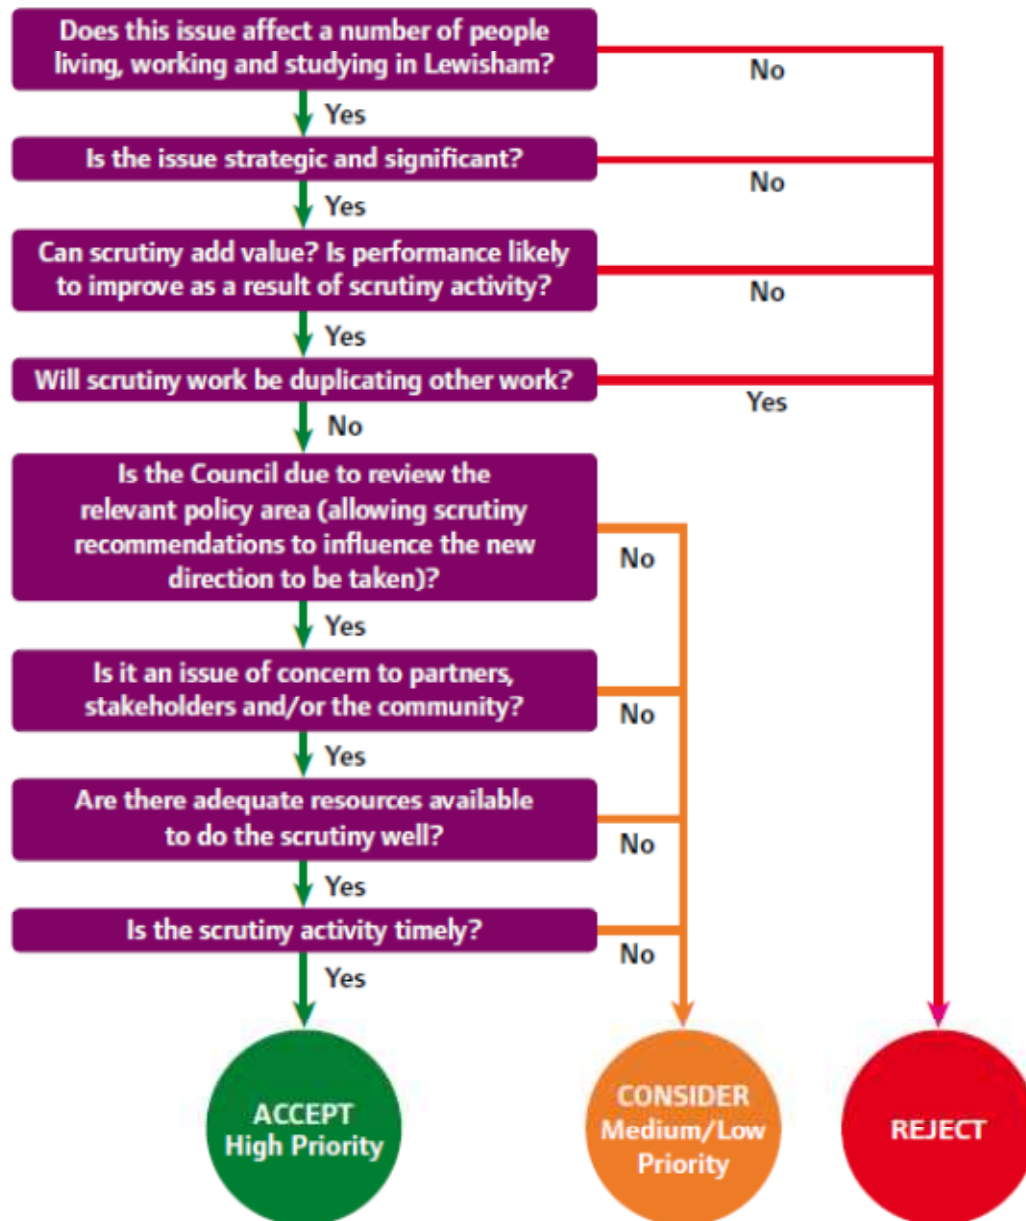 Does this issue affect a number of people
living, working and studying in Lewisham?
No
Yes
Is the issue strategic and significant?
No
Yes
Can scrutiny add value? Is performance likely
to improve as a result of scrutiny activity?
No
Yes
Will scrutiny work be duplicating other work?
Yes
No
Is the Council due to review the
relevant policy area (allowing scrutiny
recommendations to influence the new
direction to be taken)?
No
Yes
Is it an issue of concern to partners,
stakeholders and/or the community?
No
Yes
Are there adequate resources available
to do the scrutiny well?
No
Yes
Is the scrutiny activity timely?
No
Yes
ACCEPT
High Priority
CONSIDER
Medium/Low
Priority
REJECT